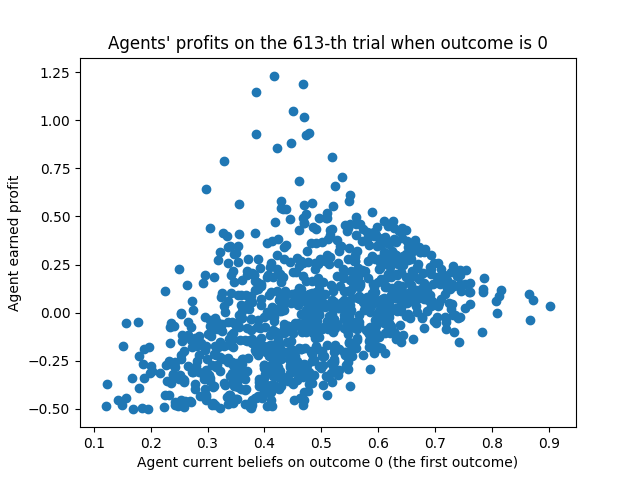 Agents' profits on the 613-th trial when outcome is 0
1.25
1.00
0.75
0.50
0.25
0.00
−0.25
−0.50
Agent earned profit
0.1 0.2 0.3 0.4 0.5 0.6 0.7 0.8 0.9
Agent current beliefs on outcome 0 (the first outcome)